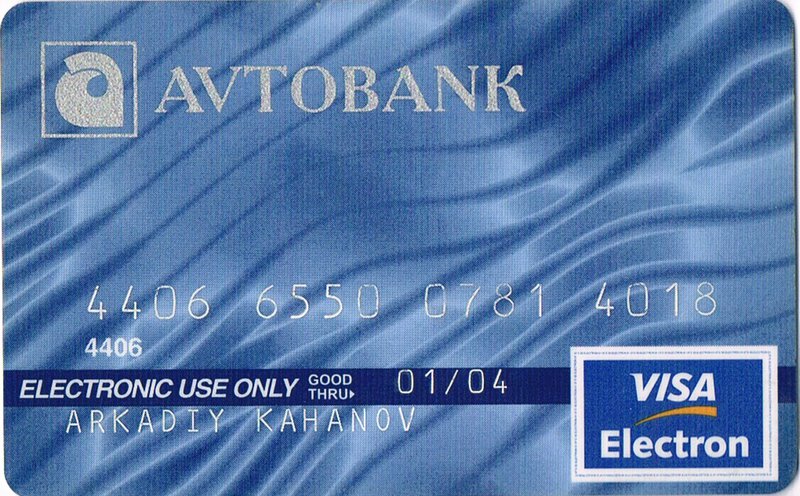 AVTOBANK
4406 6550 0781 4018
4406
ELECTRONIC USE ONLY GOOD THRU 01/04
ARKADIY KAHANOV
VISA
Electron